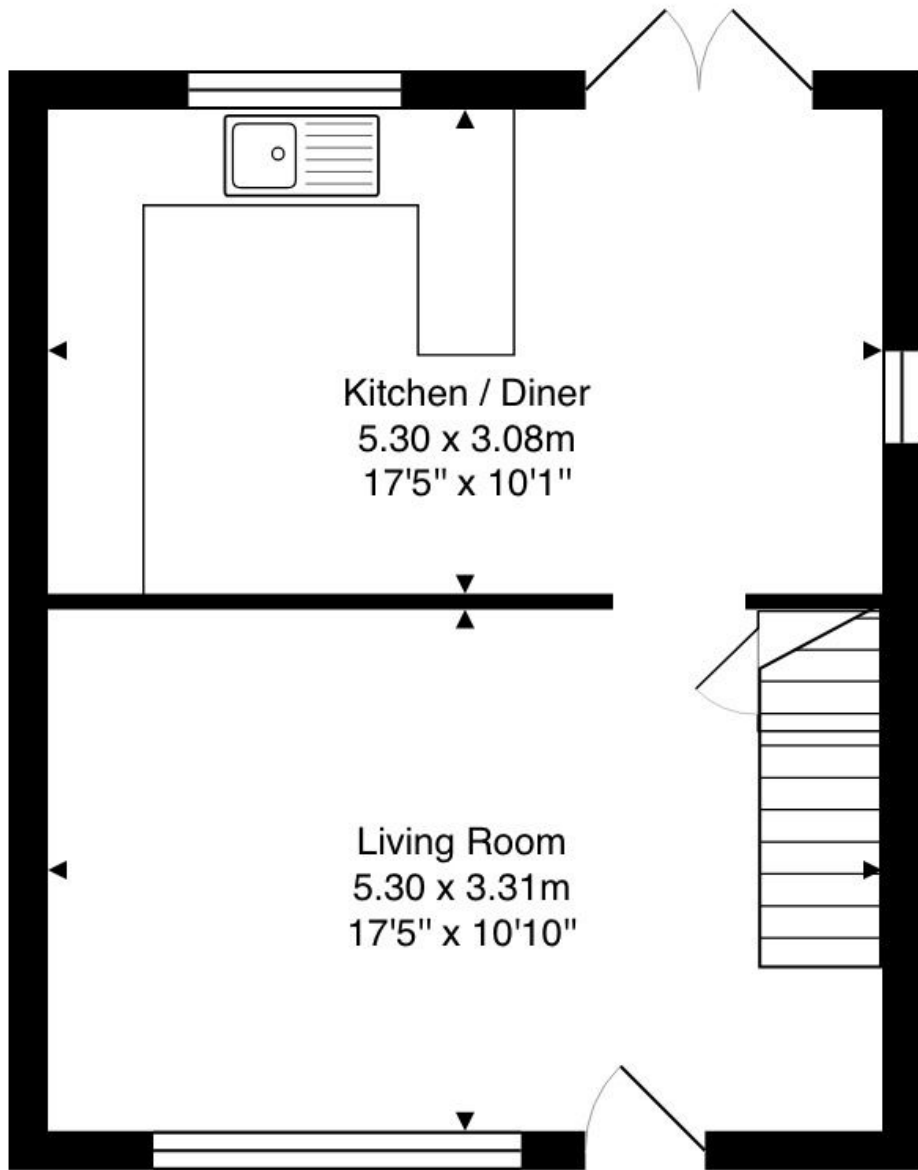 Kitchen / Diner
5.30 x 3.08m
17'5" x 10'1"
Living Room
5.30 x 3.31m
17'5" x 10'10"